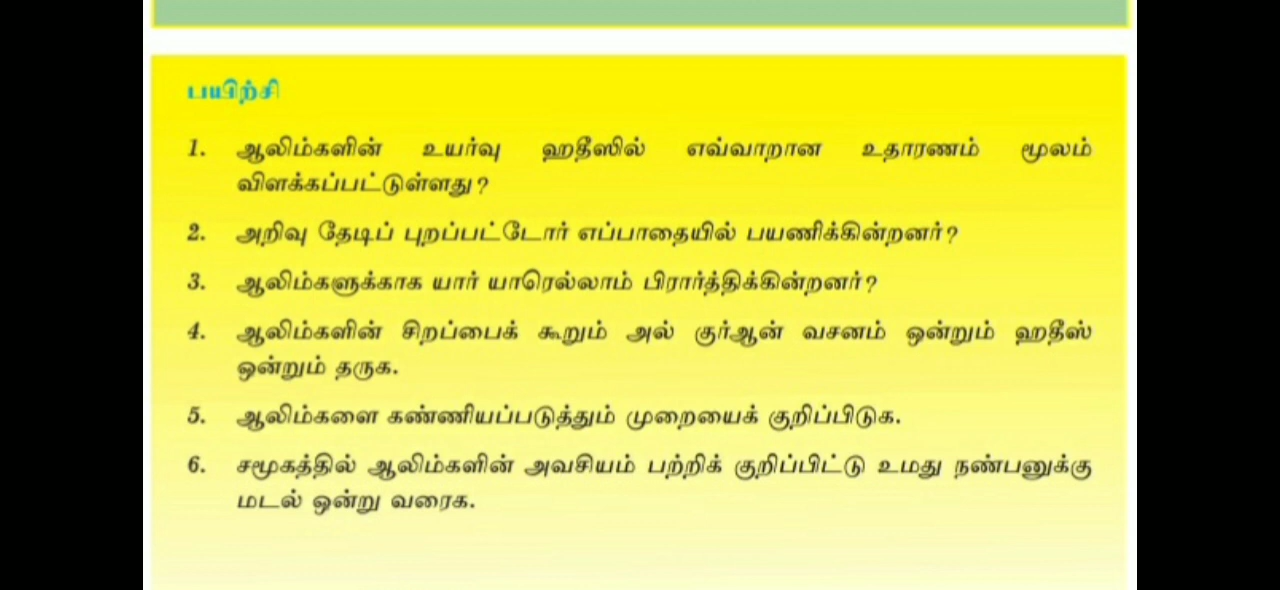 பயிற்சி
1. ஆலிம்களின் உயர்வு ஹதீஸில் எவ்வாறான உதாரணம் மூலம்
விளக்கப்பட்டுள்ளது?
2. அறிவு தேடிப் புறப்பட்டோர் எப்பாதையில் பயணிக்கின்றனர்?
3. ஆலிம்களுக்காக யார் யாரெல்லாம் பிரார்த்திக்கின்றனர்?
4. ஆலிம்களின் சிறப்பைக் கூறும் அல் குர்ஆன் வசனம் ஒன்றும் ஹதீஸ்
ஒன்றும் தருக.
5. ஆலிம்களை கண்ணியப்படுத்தும் முறையைக் குறிப்பிடுக.
6. சமூகத்தில் ஆலிம்களின் அவசியம் பற்றிக் குறிப்பிட்டு உமது நண்பனுக்கு
மடல் ஒன்று வரைக.